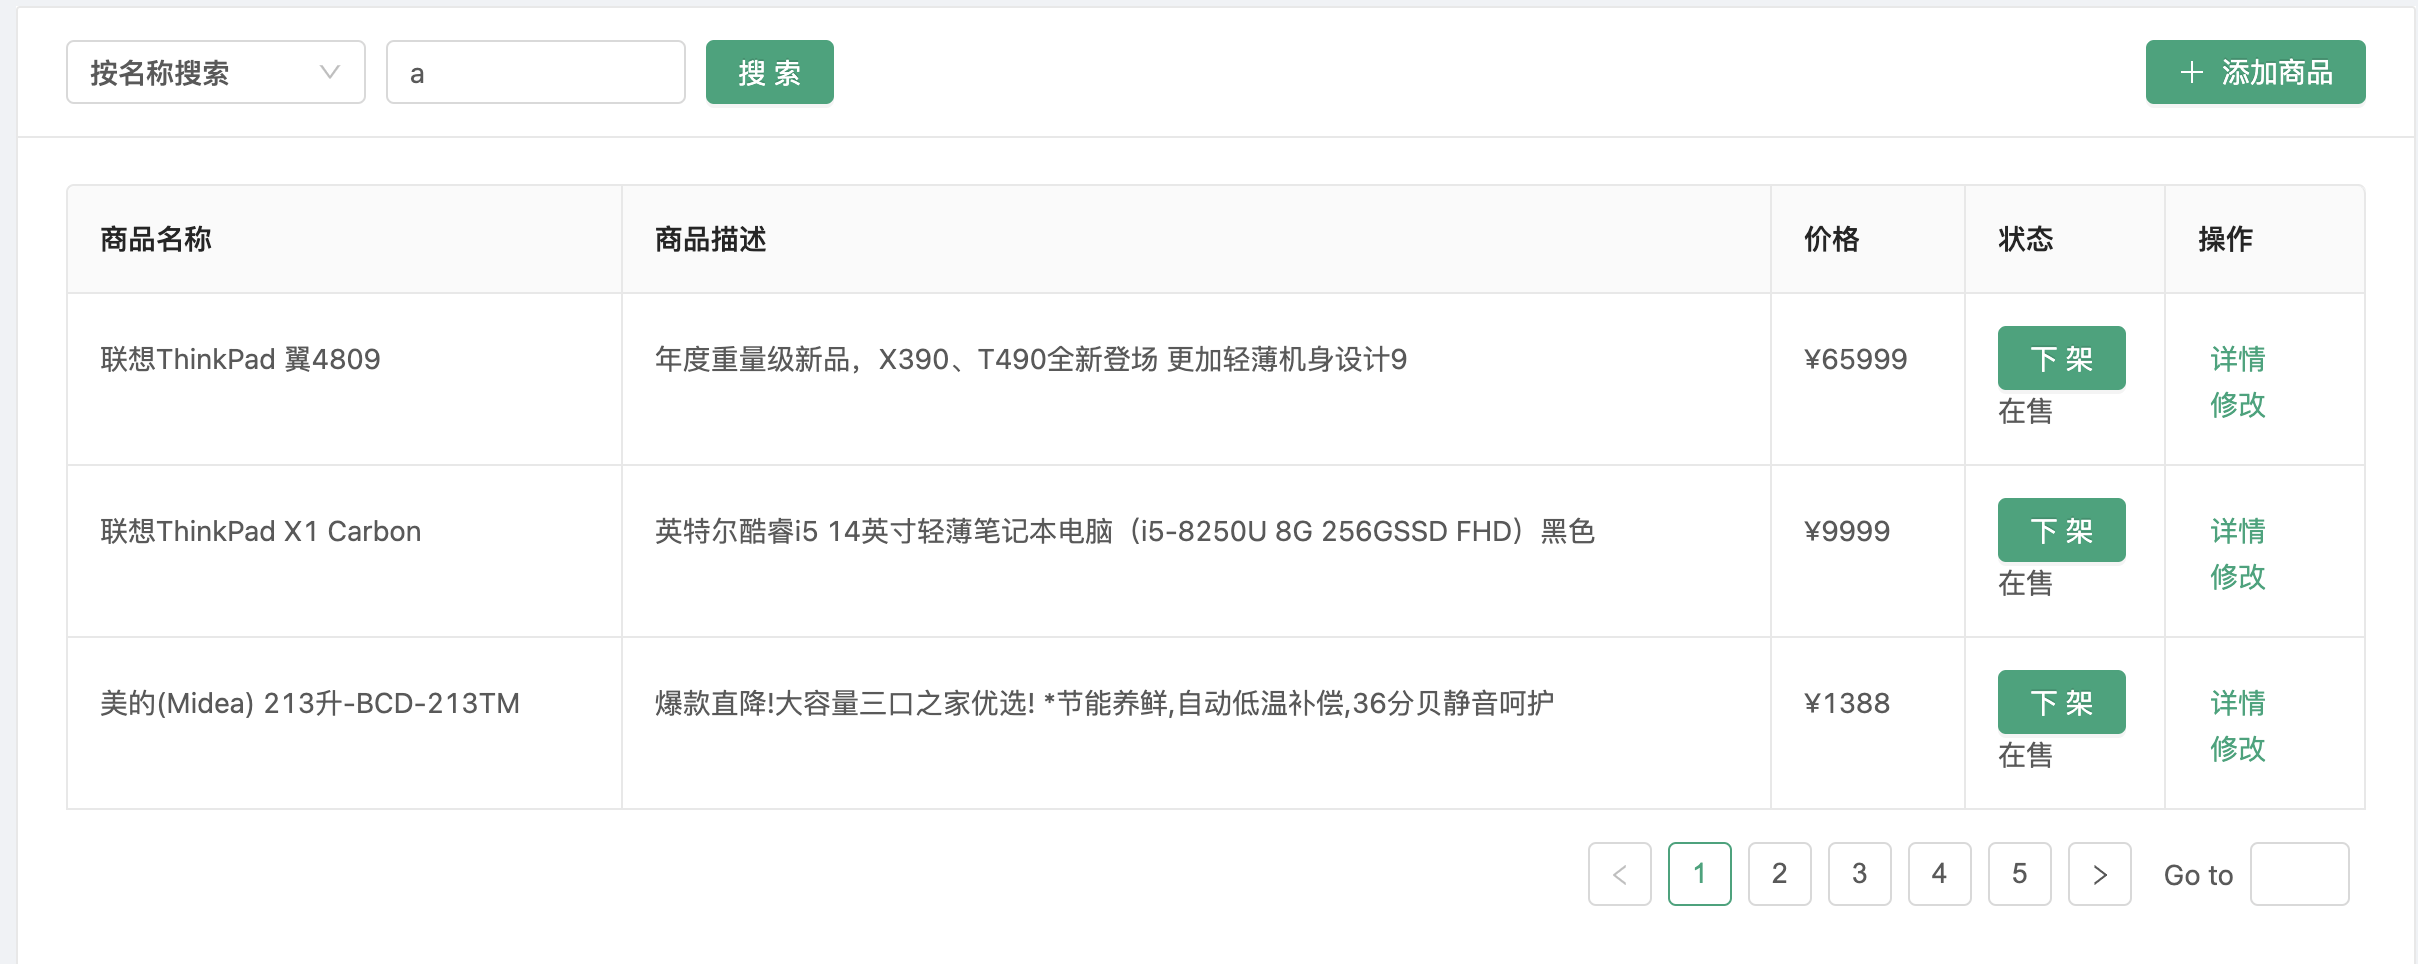 按名称搜索 a 搜 索 + 添加商品
商品名称 商品描述 价格 状态 操作
联想ThinkPad 翼4809 年度重量级新品，X390、T490全新登场 更加轻薄机身设计9 ¥65999 下 架 详情
在售 修改
联想ThinkPad X1 Carbon 英特尔酷睿i5 14英寸轻薄笔记本电脑（i5-8250U 8G 256GSSD FHD）黑色 ¥9999 下 架 详情
在售 修改
美的(Midea) 213升-BCD-213TM 爆款直降!大容量三口之家优选! *节能养鲜,自动低温补偿,36分贝静音呵护 ¥1388 下 架 详情
在售 修改
< 1 2 3 4 5 > Go to